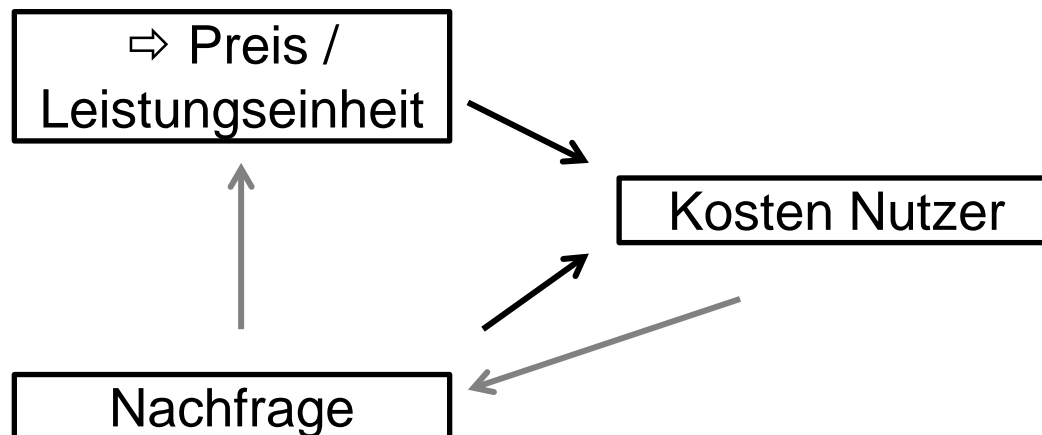 ⇨ Preis /
Leistungseinheit
Kosten Nutzer
Nachfrage